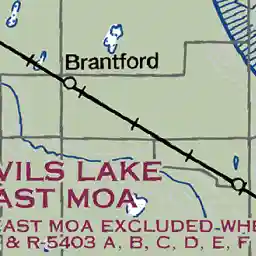 Brantford
VILS LAKE
AST MOA
AST MOA EXCLUDED WHE
& R-5403 A, B, C, D, E, F